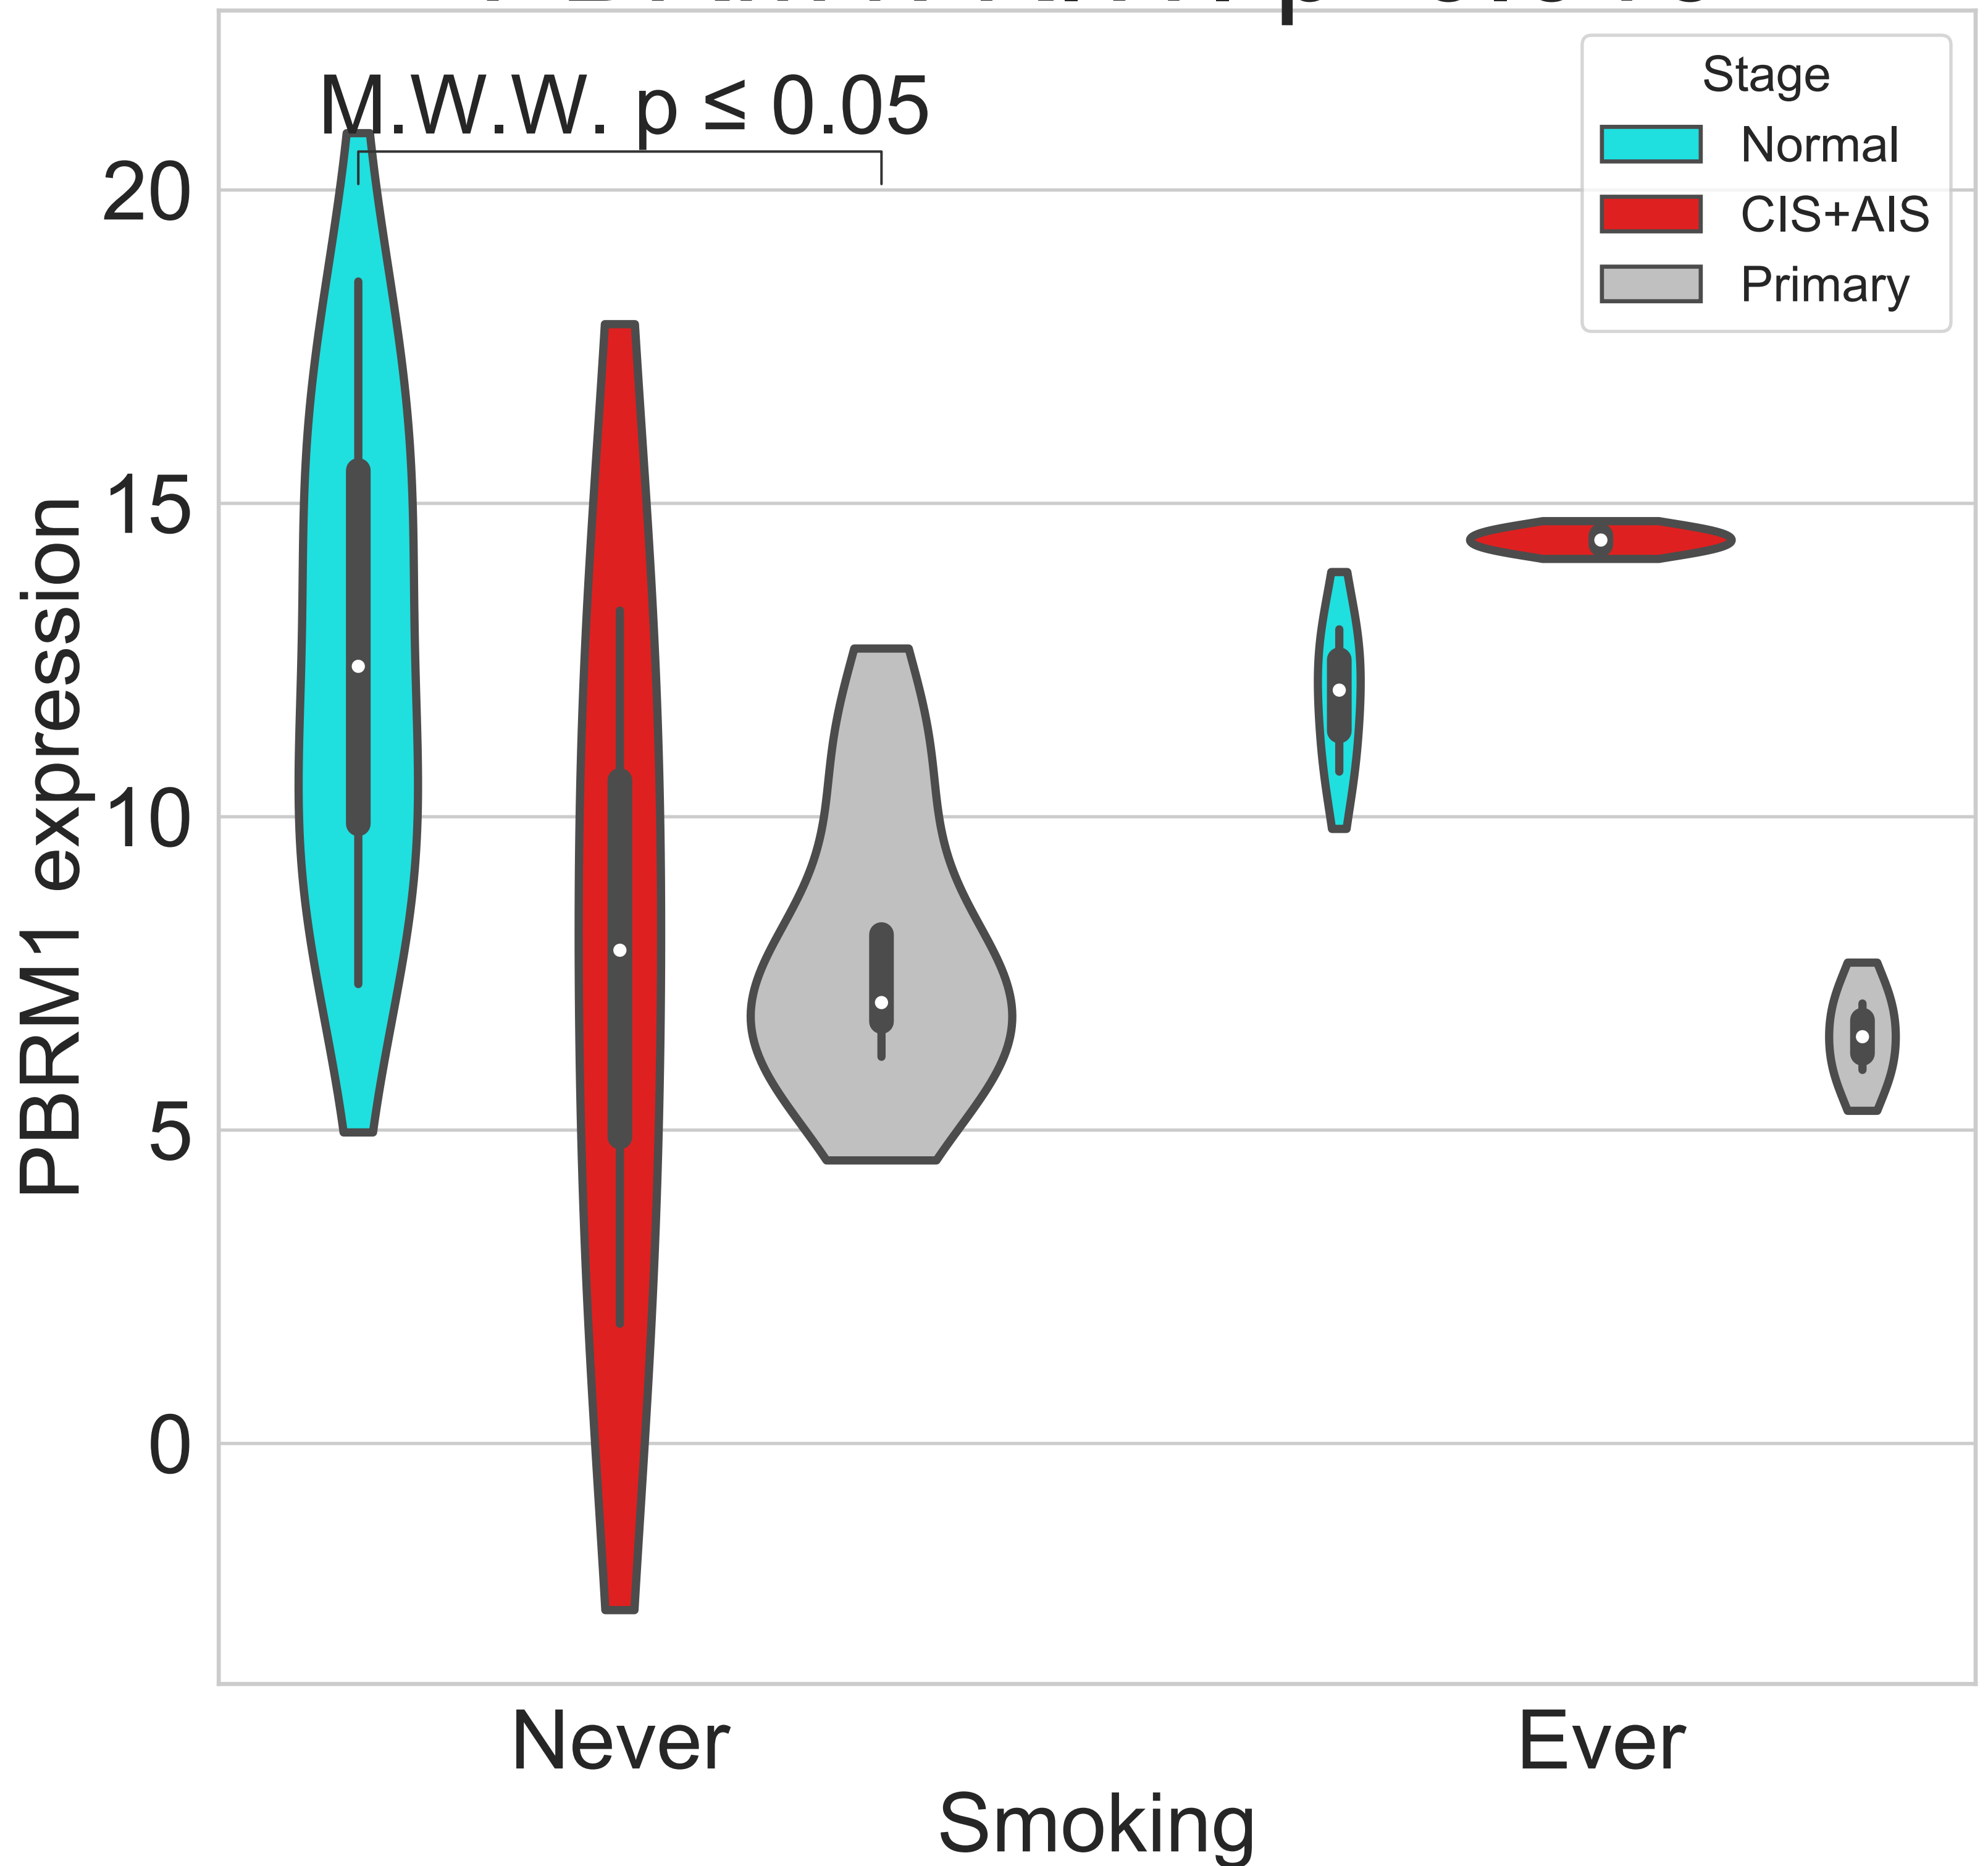 M.W.W. p ≤ 0.05
Stage
Normal
CIS+AIS
Primary
20
15
10
5
0
PBRM1 expression
Never
Ever
Smoking